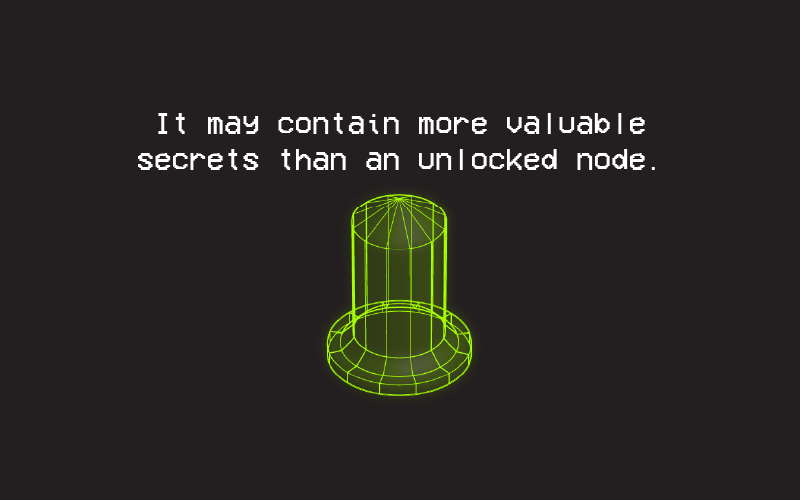 It may contain more valuable
secrets than an unlocked node.